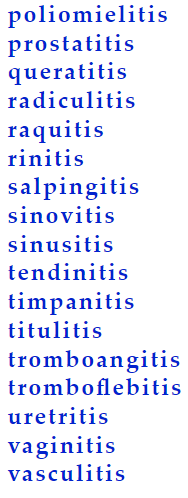 poliomielitis
prostatitis
queratitis
radiculitis
raquitis
rinitis
salpingitis
sinovitis
sinusitis
tendinitis
timpanitis
titulitis
tromboangitis
tromboflebitis
uretritis
vaginitis
vasculitis